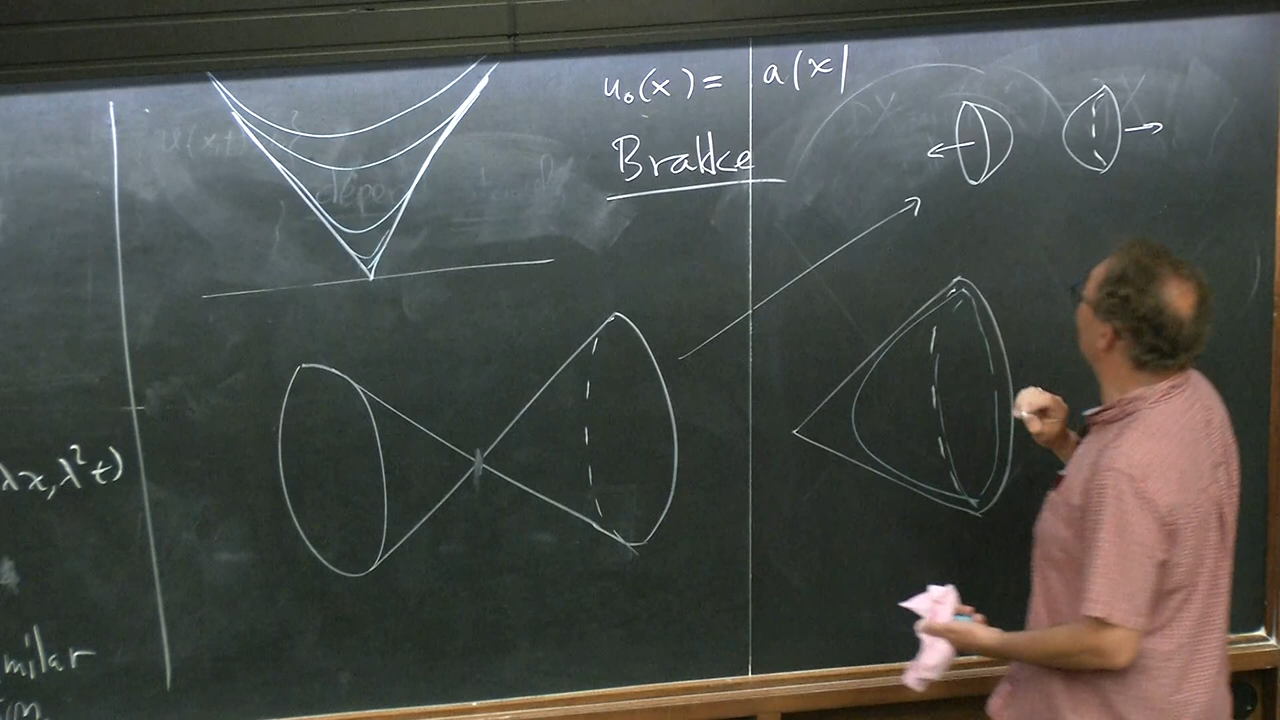 u₀(x) = a|x|
Brakke
λx, λ²t)
milar